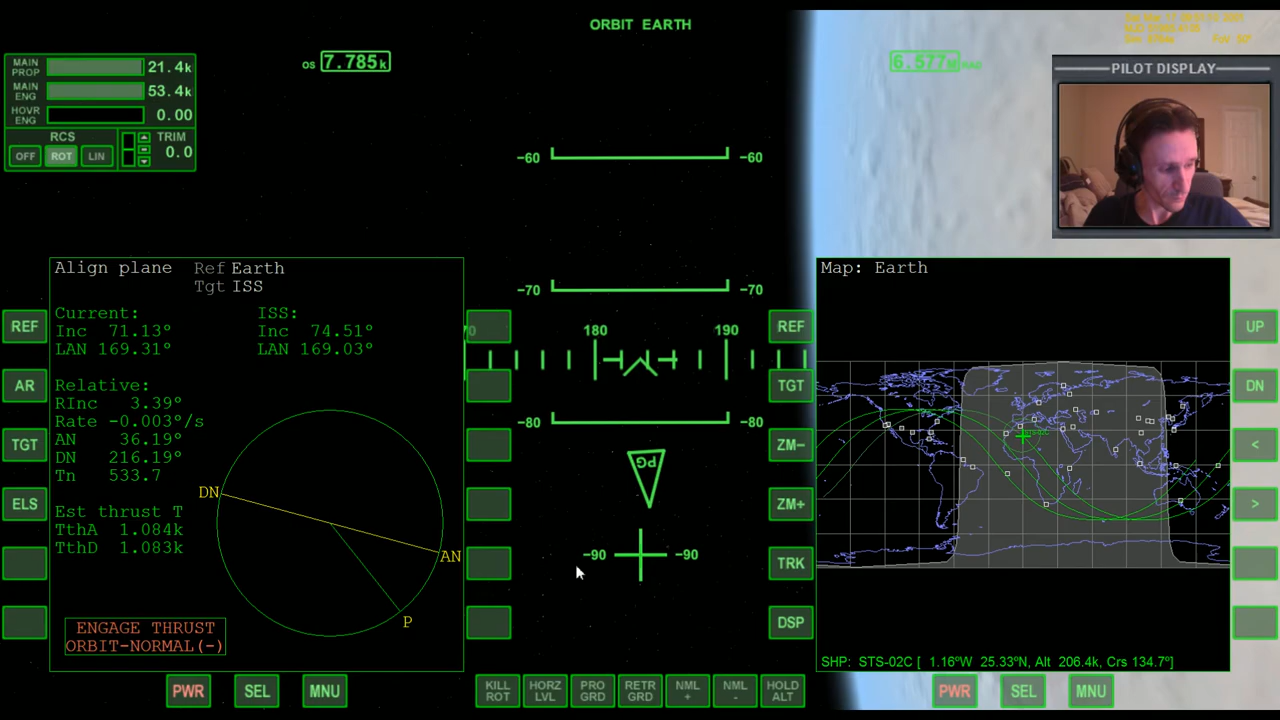 ORBIT EARTH
MAIN PROP 21.4k
MAIN ENG 53.4k
HOVR ENG 0.00
RCS
TRIM
OFF ROT LIN 0.0
OS 7.785k
6.577M RAD
PILOT DISPLAY
-60 -60
-70 -70
180 190
-80 -80
PG
-90 -90
REF
AR
TGT
ELS
Align plane Ref Earth
Tgt ISS
Current: ISS:
Inc 71.13° Inc 74.51°
LAN 169.31° LAN 169.03°
Relative:
RInc 3.39°
Rate -0.003°/s
AN 36.19°
DN 216.19°
Tn 533.7
Est thrust T
TthA 1.084k
TthD 1.083k
DN
AN
P
ENGAGE THRUST
ORBIT-NORMAL(-)
PWR SEL MNU
KILL ROT
HORZ LVL
PRO GRD
RETR GRD
NML +
NML -
HOLD ALT
REF
TGT
ZM-
ZM+
TRK
DSP
Map: Earth
SHP: STS-02C [ 1.16°W 25.33°N, Alt 206.4k, Crs 134.7°]
UP
DN
<
>
PWR SEL MNU